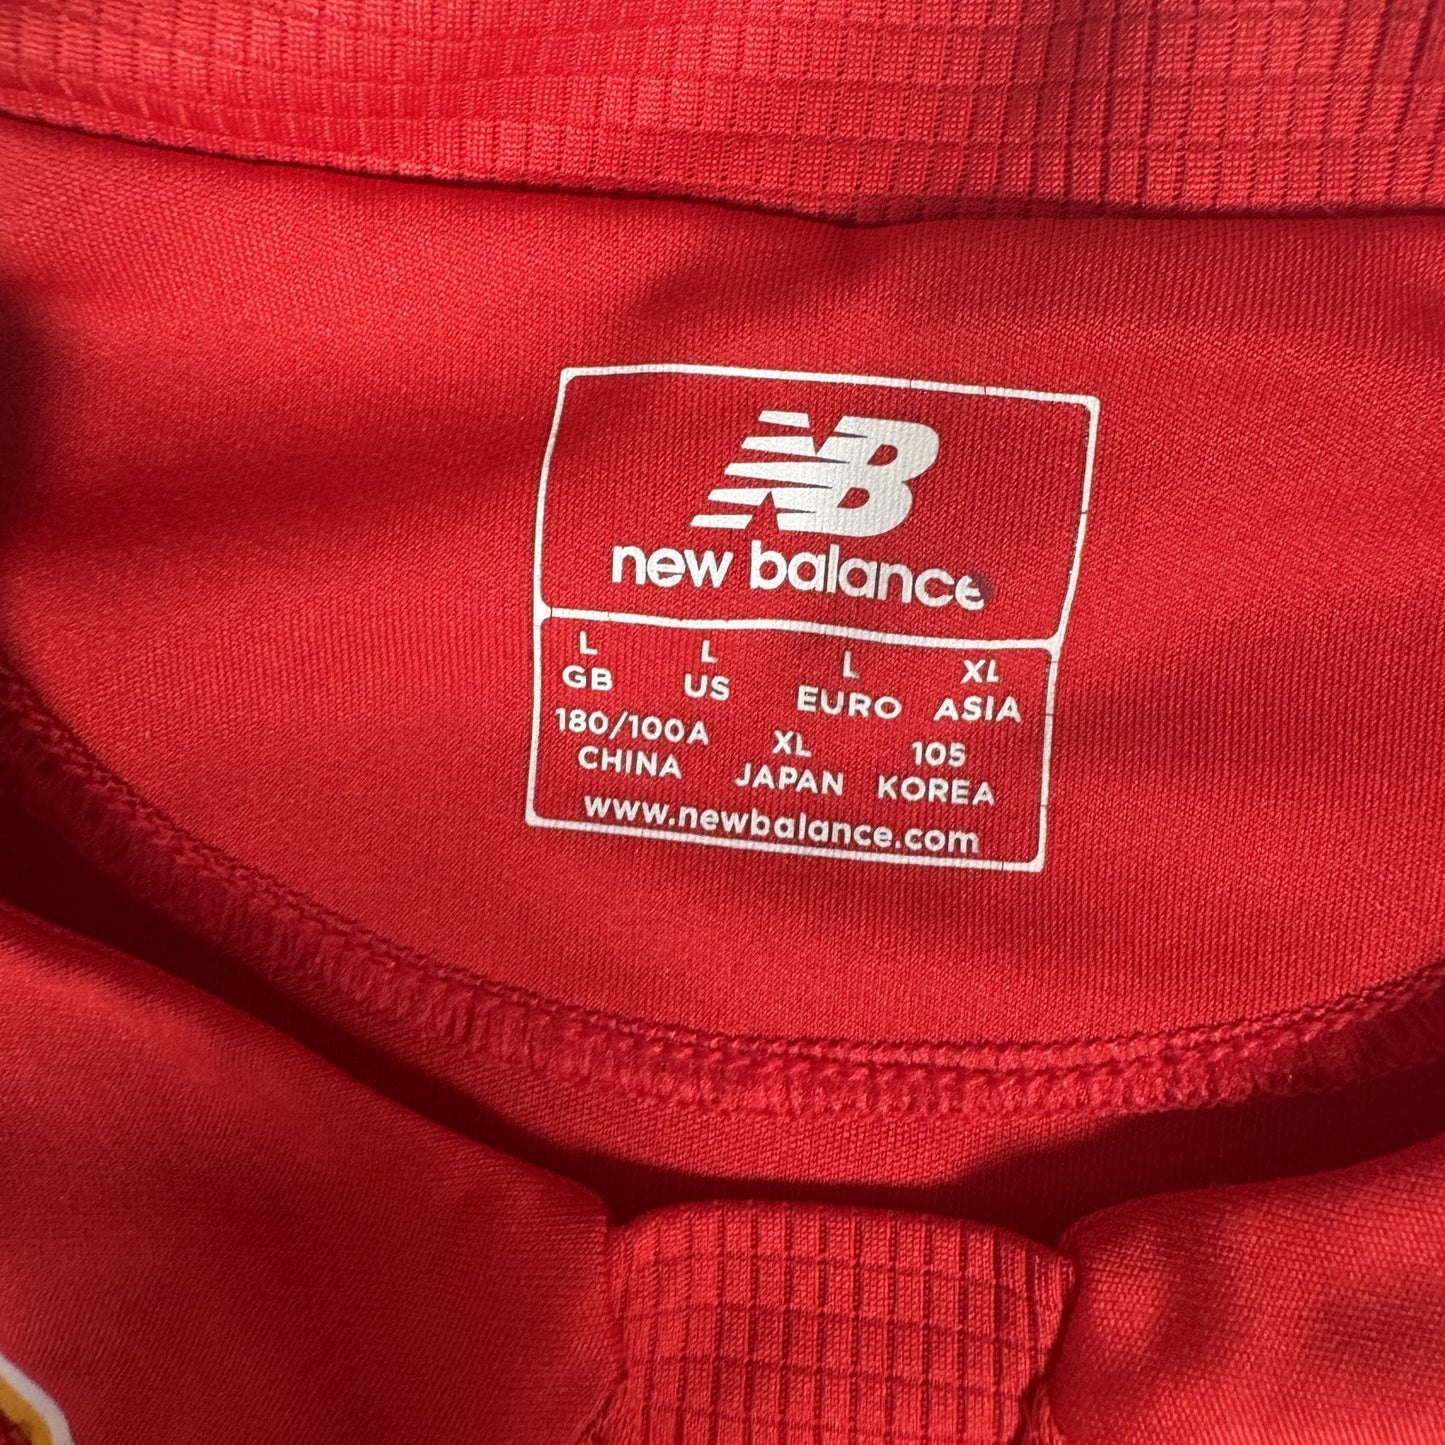 NB
new balance
L L L XL
GB US EURO ASIA
180/100A XL 105
CHINA JAPAN KOREA
www.newbalance.com